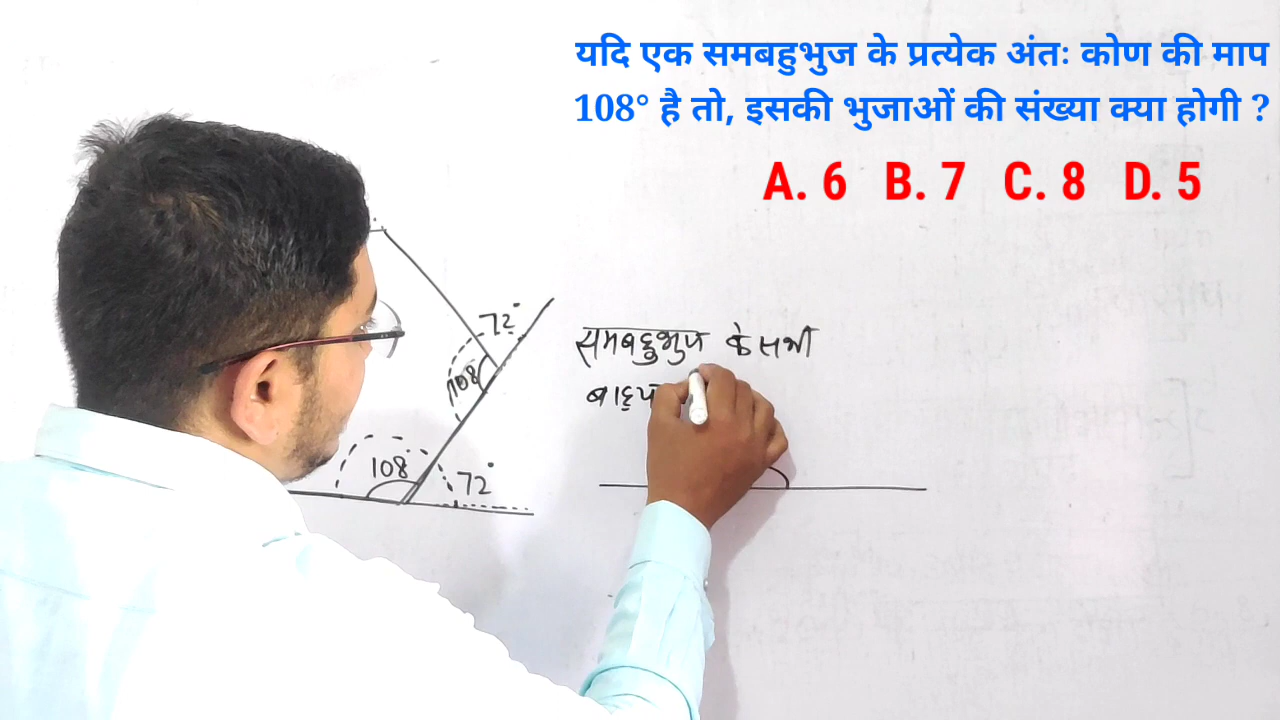 यदि एक समबहुभुज के प्रत्येक अंतः कोण की माप
108° है तो, इसकी भुजाओं की संख्या क्या होगी ?
A. 6 B. 7 C. 8 D. 5
72°
108
108
72°
समबहुभुज के सभी
बाह्य